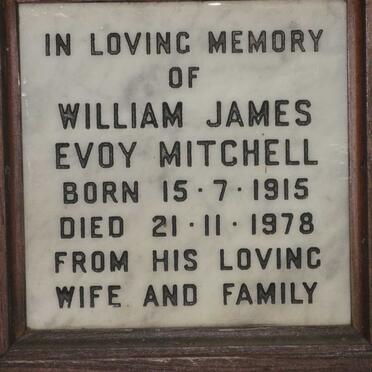 IN LOVING MEMORY
OF
WILLIAM JAMES
EVOY MITCHELL
BORN 15·7·1915
DIED 21·11·1978
FROM HIS LOVING
WIFE AND FAMILY